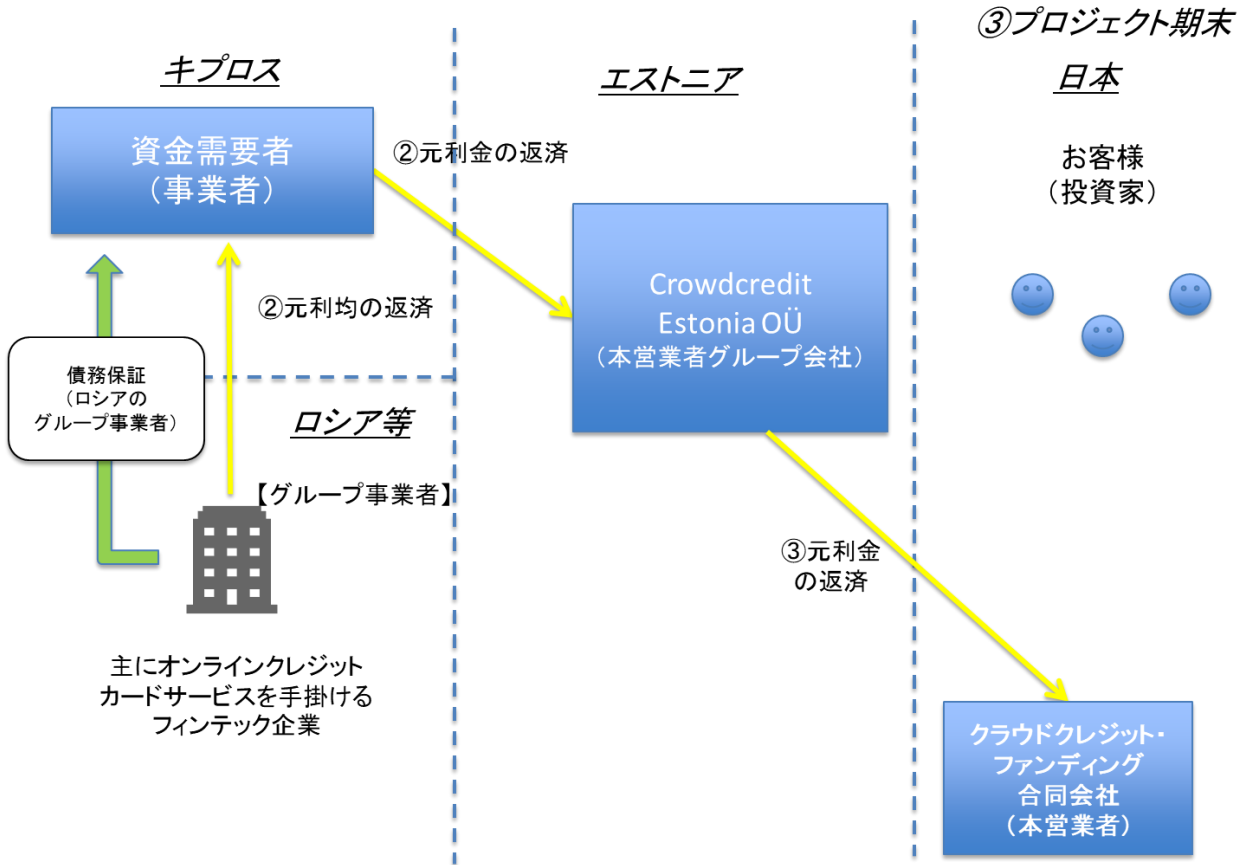 ③プロジェクト期末
キプロス
エストニア
日本
資金需要者
（事業者）
②元利金の返済
お客様
（投資家）
Crowdcredit
Estonia OÜ
（本営業者グループ会社）
②元利均の返済
債務保証
（ロシアの
グループ事業者）
ロシア等
【グループ事業者】
③元利金
の返済
主にオンラインクレジット
カードサービスを手掛ける
フィンテック企業
クラウドクレジット・
ファンディング
合同会社
（本営業者）